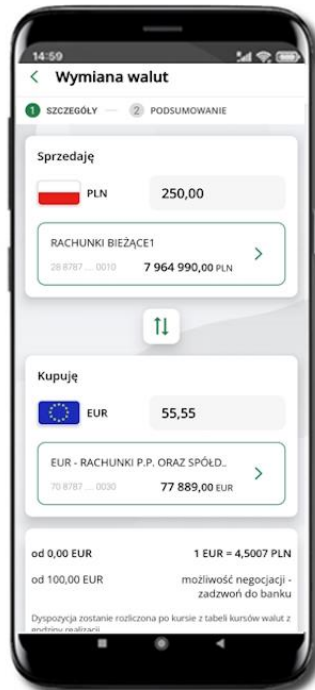 14:59
Wymiana walut
1 SZCZEGÓŁY — 2 PODSUMOWANIE
Sprzedaję
PLN 250,00
RACHUNKI BIEŻĄCE1
28 8787 ... 0010 7 964 990,00 PLN
Kupuję
EUR 55,55
EUR - RACHUNKI P.P. ORAZ SPÓŁD..
70 8787 ... 0030 77 889,00 EUR
od 0,00 EUR 1 EUR = 4,5007 PLN
od 100,00 EUR możliwość negocjacji -
zadzwoń do banku
Dyspozycja zostanie rozliczona po kursie z tabeli kursów walut z
godziny realizacji